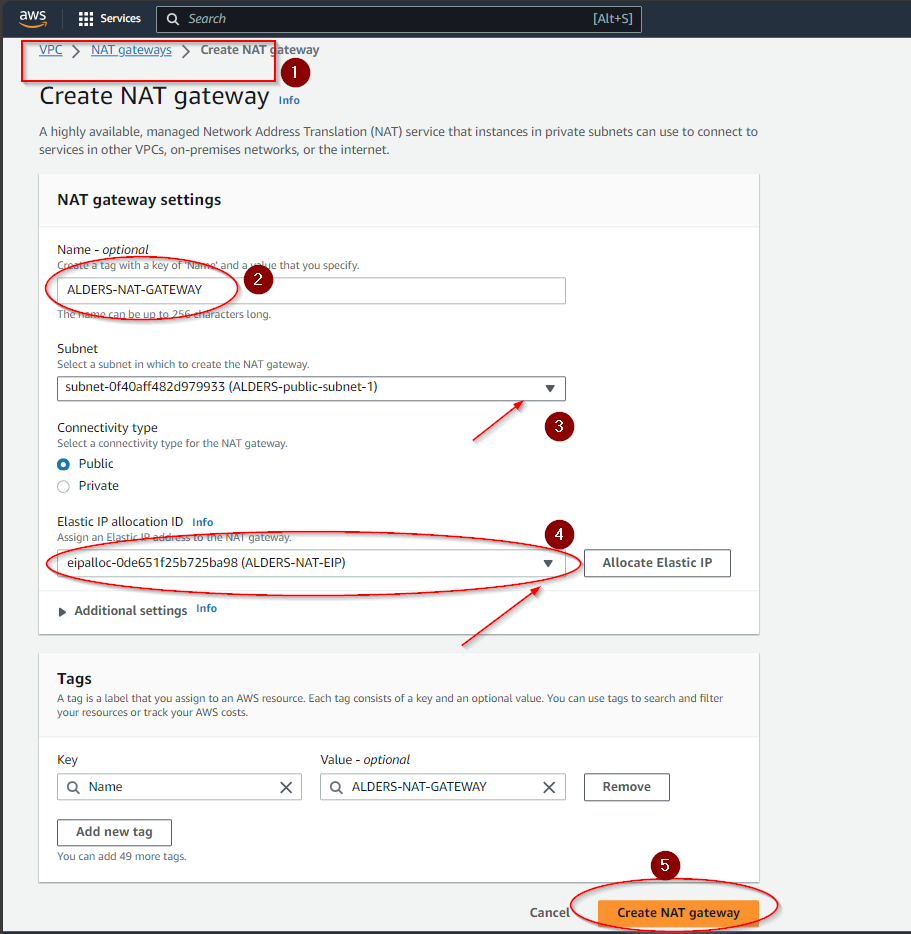 aws
Services
Search
[Alt+S]
VPC > NAT gateways > Create NAT gateway
1
Create NAT gateway Info
A highly available, managed Network Address Translation (NAT) service that instances in private subnets can use to connect to
services in other VPCs, on-premises networks, or the internet.
NAT gateway settings
Name - optional
Create a tag with a key of 'Name' and a value that you specify.
2
ALDERS-NAT-GATEWAY
The name can be up to 256 characters long.
Subnet
Select a subnet in which to create the NAT gateway.
subnet-0f40aff482d979933 (ALDERS-public-subnet-1)
3
Connectivity type
Select a connectivity type for the NAT gateway.
Public
Private
Elastic IP allocation ID Info
4
Assign an Elastic IP address to the NAT gateway.
eipalloc-0de651f25b725ba98 (ALDERS-NAT-EIP)
Allocate Elastic IP
Additional settings Info
Tags
A tag is a label that you assign to an AWS resource. Each tag consists of a key and an optional value. You can use tags to search and filter
your resources or track your AWS costs.
Key
Value - optional
Name
ALDERS-NAT-GATEWAY
Remove
Add new tag
You can add 49 more tags.
5
Cancel
Create NAT gateway